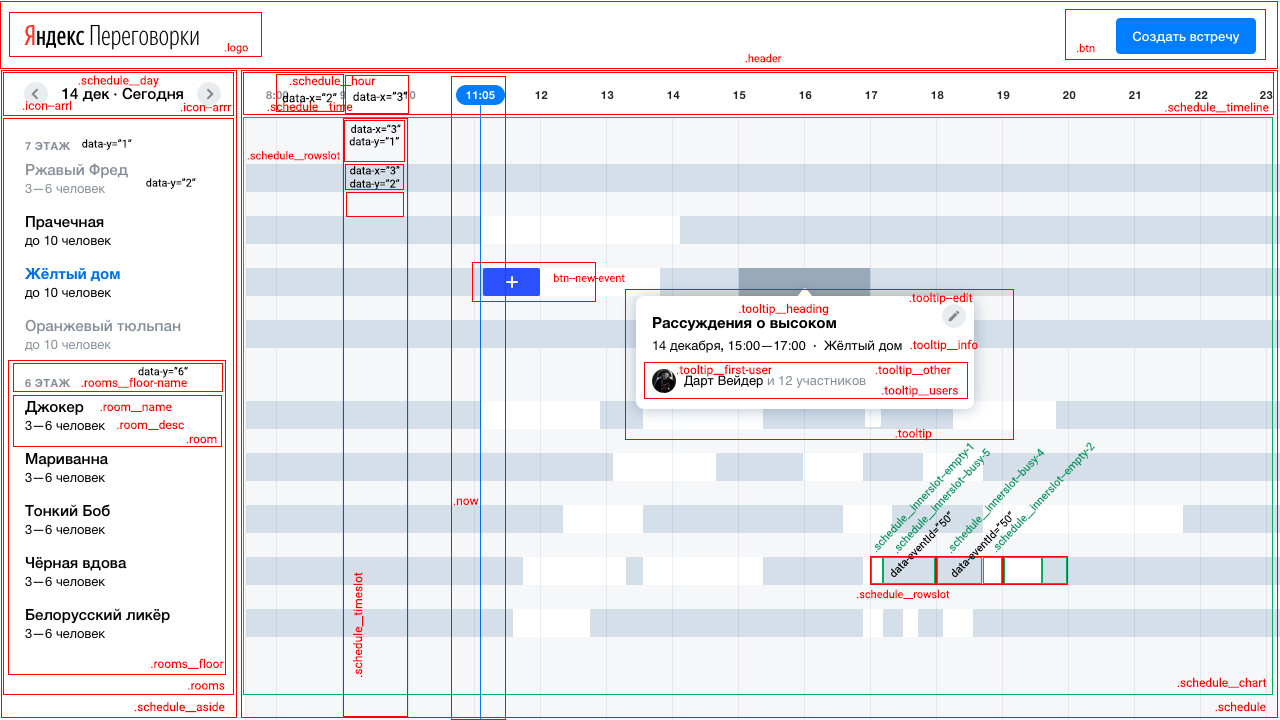 Яндекс Переговорки
.logo
.header
.btn
Создать встречу
.schedule__day
14 дек · Сегодня
.icon--arrl
.icon--arrr
.schedule__hour
8:00
data-x="2"
9
data-x="3"
.schedule__time
11:05
12
13
14
15
16
17
18
19
20
21
22
23
.schedule__timeline
7 ЭТАЖ
data-y="1"
Ржавый Фред
3—6 человек
data-y="2"
data-x="3"
data-y="1"
.schedule__rowslot
data-x="3"
data-y="2"
Прачечная
до 10 человек
Жёлтый дом
до 10 человек
+
btn--new-event
Оранжевый тюльпан
до 10 человек
.tooltip--edit
.tooltip__heading
Рассуждения о высоком
14 декабря, 15:00—17:00 · Жёлтый дом
.tooltip__info
.tooltip__first-user
.tooltip__other
Дарт Вейдер и 12 участников
.tooltip__users
.tooltip
data-y="6"
6 ЭТАЖ
.rooms__floor-name
Джокер
.room__name
3—6 человек
.room__desc
.room
Мариванна
3—6 человек
.now
Тонкий Боб
3—6 человек
.schedule__innerslot--empty-1
.schedule__innerslot--busy-5
.schedule__innerslot--busy-4
.schedule__innerslot--empty-2
data-eventId="50"
data-eventId="50"
Чёрная вдова
3—6 человек
.schedule__rowslot
.schedule__timeslot
Белорусский ликёр
3—6 человек
.rooms__floor
.rooms
.schedule__chart
.schedule__aside
.schedule